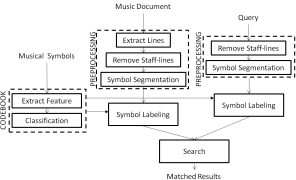 Music Document
Query
Extract Lines
Remove Staff-lines
Symbol Segmentation
PREPROCESSING
Remove Staff-lines
Symbol Segmentation
PREPROCESSING
Musical Symbols
Extract Feature
Classification
CODEBOOK
Symbol Labeling
Symbol Labeling
Search
Matched Results